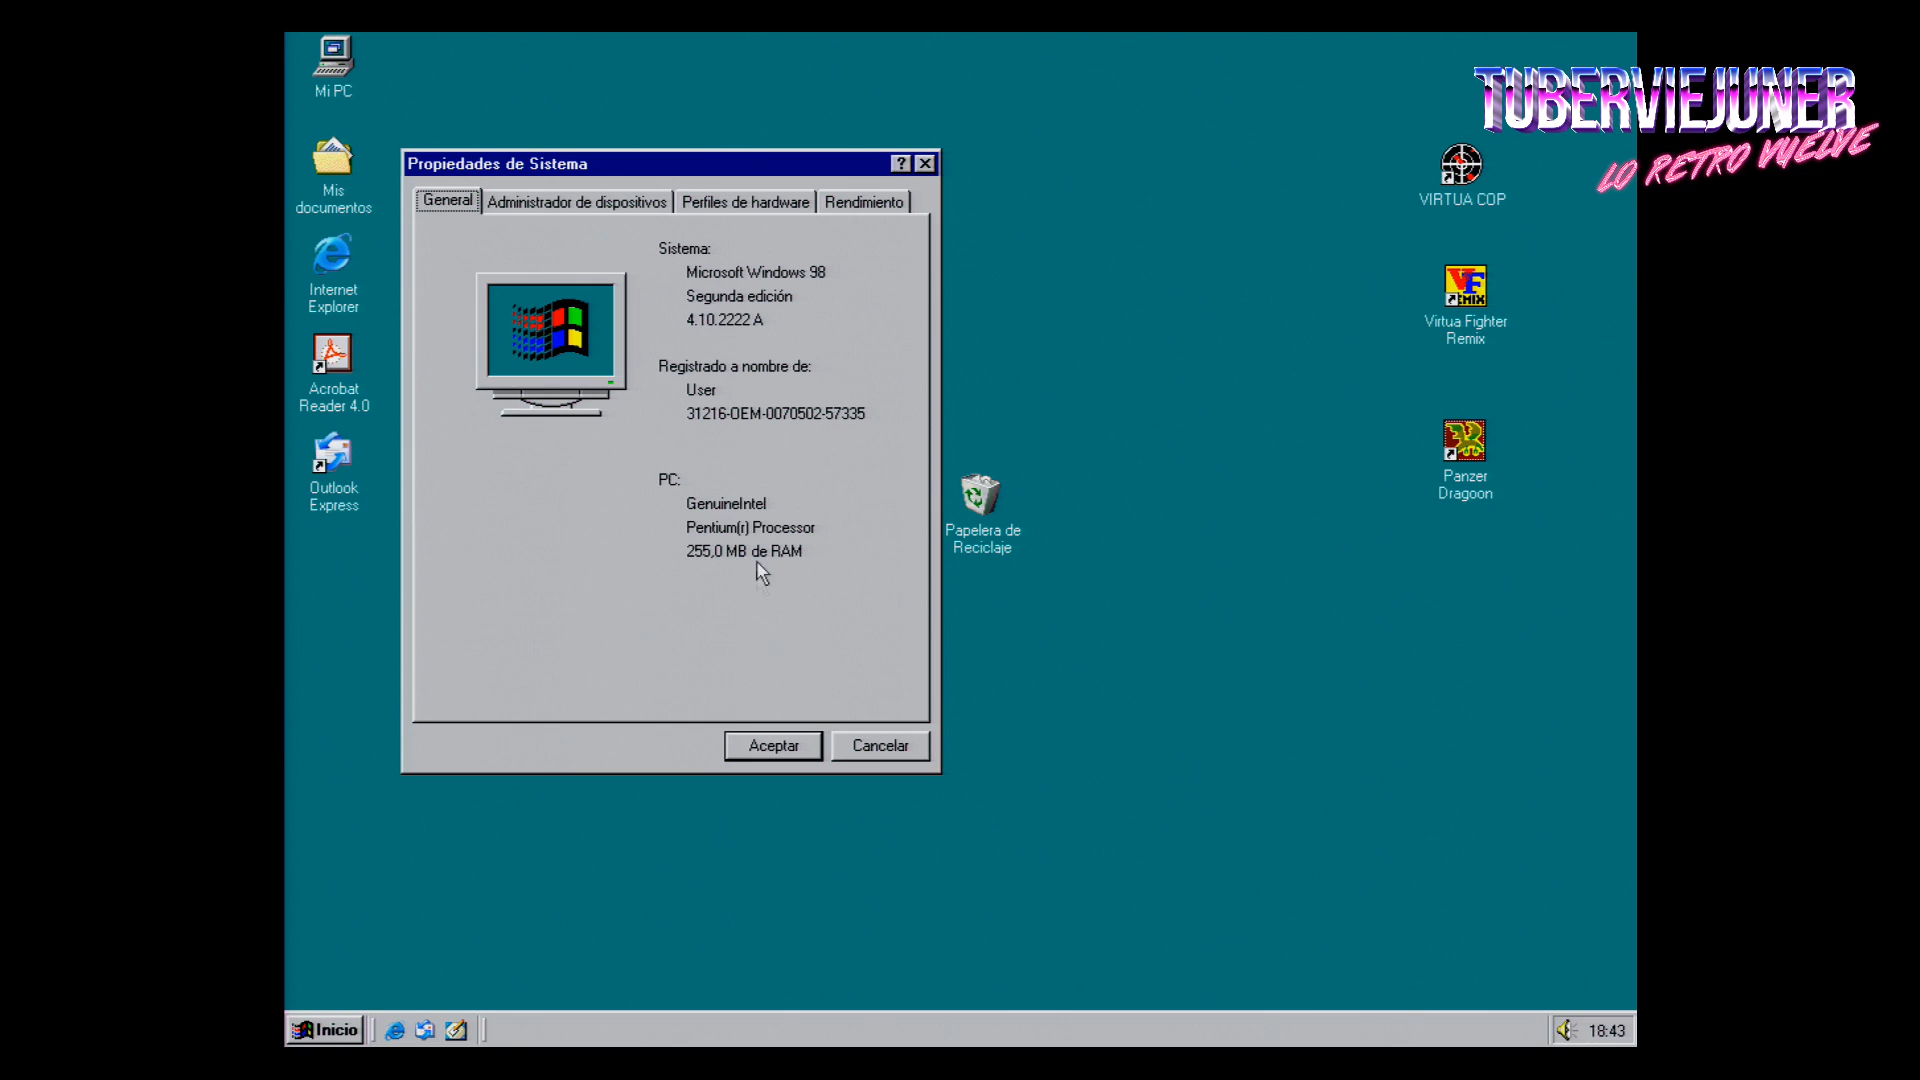 Mi PC
Mis
documentos
Internet
Explorer
Acrobat
Reader 4.0
Outlook
Express
Propiedades de Sistema
General
Administrador de dispositivos
Perfiles de hardware
Rendimiento
Sistema:
Microsoft Windows 98
Segunda edición
4.10.2222 A
Registrado a nombre de:
User
31216-OEM-0070502-57335
PC:
GenuineIntel
Pentium(r) Processor
255,0 MB de RAM
Aceptar
Cancelar
Papelera de
Reciclaje
TUBERVIEJUNER
LO RETRO VUELVE
VIRTUA COP
VF
REMIX
Virtua Fighter
Remix
Panzer
Dragoon
Inicio
18:43